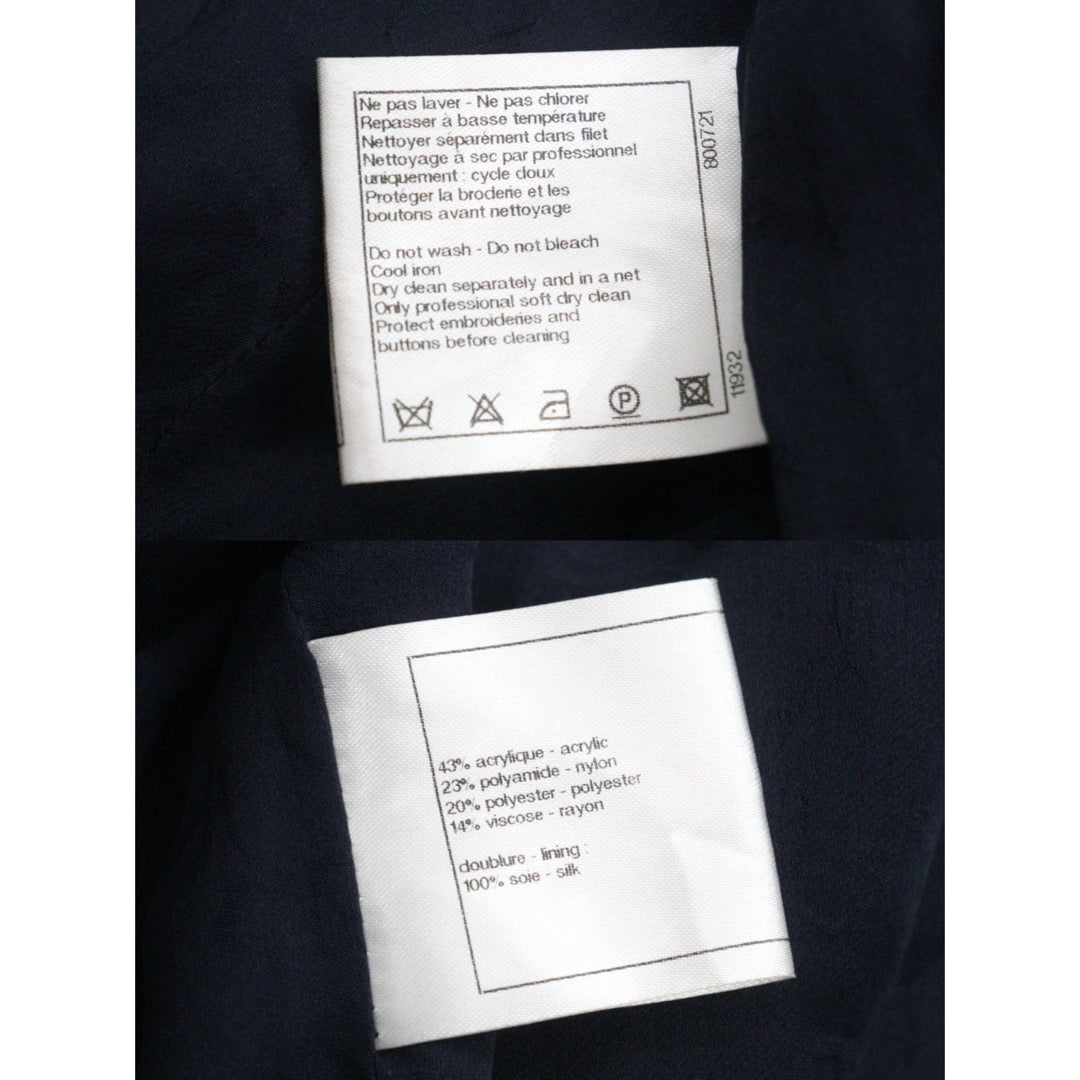 Ne pas laver - Ne pas chlorer
Repasser à basse température
Nettoyer séparément dans filet
Nettoyage à sec par professionnel
uniquement : cycle doux
Protéger la broderie et les
boutons avant nettoyage
Do not wash - Do not bleach
Cool iron
Dry clean separately and in a net
Only professional soft dry clean
Protect embroideries and
buttons before cleaning
P
800721
11932
43% acrylique - acrylic
23% polyamide - nylon
20% polyester - polyester
14% viscose - rayon
doublure - lining :
100% soie - silk